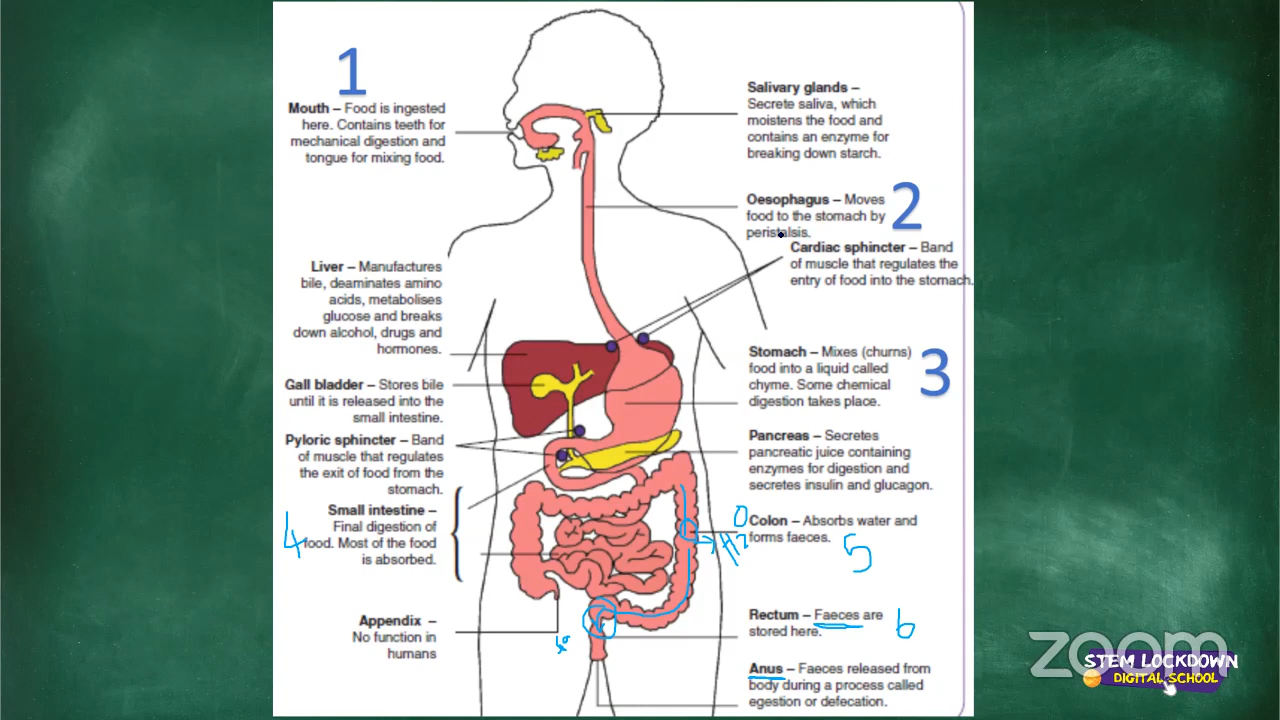 1
Mouth – Food is ingested
here. Contains teeth for
mechanical digestion and
tongue for mixing food.
Salivary glands –
Secrete saliva, which
moistens the food and
contains an enzyme for
breaking down starch.
Oesophagus – Moves
food to the stomach by
peristalsis.
2
Cardiac sphincter – Band
of muscle that regulates the
entry of food into the stomach.
Liver – Manufactures
bile, deaminates amino
acids, metabolises
glucose and breaks
down alcohol, drugs and
hormones.
Stomach – Mixes (churns)
food into a liquid called
chyme. Some chemical
digestion takes place.
3
Gall bladder – Stores bile
until it is released into the
small intestine.
Pyloric sphincter – Band
of muscle that regulates
the exit of food from the
stomach.
Pancreas – Secretes
pancreatic juice containing
enzymes for digestion and
secretes insulin and glucagon.
4
Small intestine –
Final digestion of
food. Most of the food
is absorbed.
H2O
Colon – Absorbs water and
forms faeces.
5
Appendix –
No function in
humans
Rectum – Faeces are
stored here.
6
Anus – Faeces released from
body during a process called
egestion or defecation.
zoom
STEM LOCKDOWN
DIGITAL SCHOOL